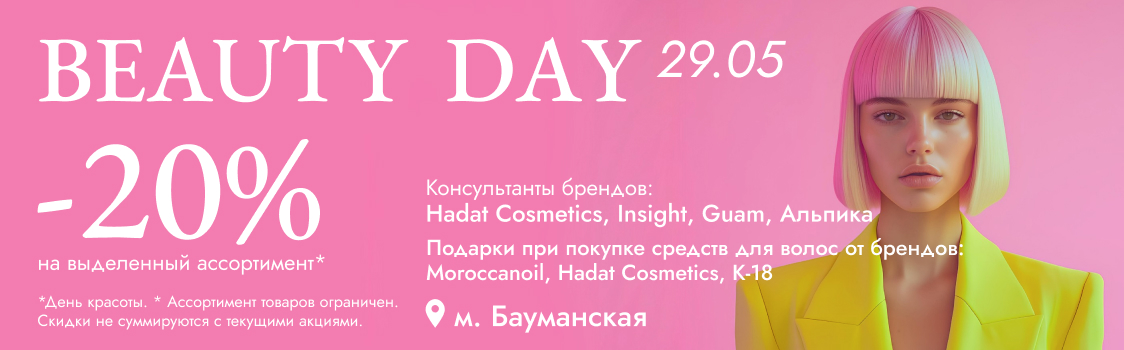 BEAUTY DAY 29.05
-20%
на выделенный ассортимент*
*День красоты. * Ассортимент товаров ограничен.
Скидки не суммируются с текущими акциями.
Консультанты брендов:
Hadat Cosmetics, Insight, Guam, Альпика
Подарки при покупке средств для волос от брендов:
Moroccanoil, Hadat Cosmetics, K-18
м. Бауманская